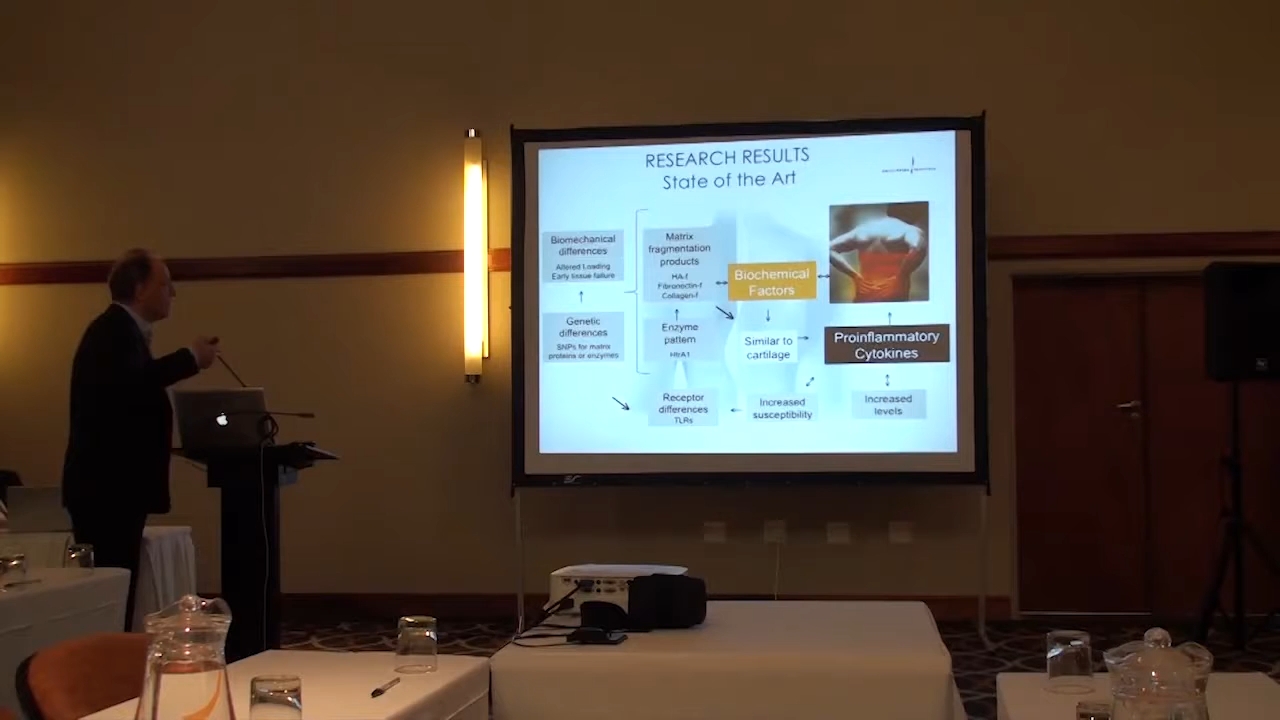 RESEARCH RESULTS
State of the Art
Biomechanical
differences
Altered Loading
Early tissue failure
Genetic
differences
SNPs for matrix
proteins or enzymes
Matrix
fragmentation
products
HA-f
Fibronectin-f
Collagen-f
Enzyme
pattern
HtrA1
Receptor
differences
TLRs
Biochemical
Factors
Similar to
cartilage
Increased
susceptibility
Proinflammatory
Cytokines
Increased
levels